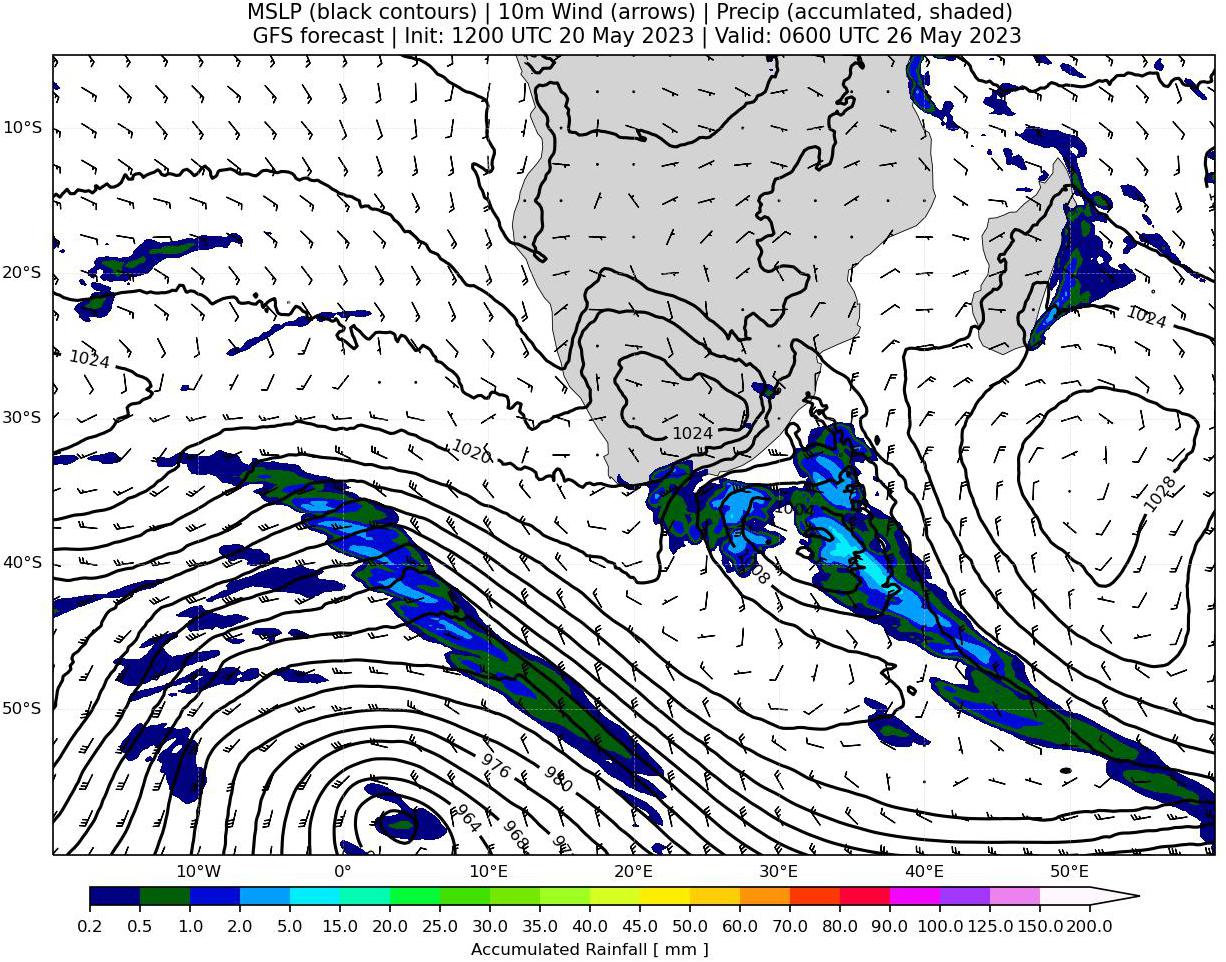 MSLP (black contours) | 10m Wind (arrows) | Precip (accumlated, shaded)
GFS forecast | Init: 1200 UTC 20 May 2023 | Valid: 0600 UTC 26 May 2023
10°S
20°S
30°S
40°S
50°S
1024
1024
1024
1020
1028
1004
1008
976
980
964
968
97
10°W
0°
10°E
20°E
30°E
40°E
50°E
0.2 0.5 1.0 2.0 5.0 10.0 15.0 20.0 25.0 30.0 35.0 40.0 45.0 50.0 60.0 70.0 80.0 90.0 100.0 125.0 150.0 200.0
Accumulated Rainfall [ mm ]